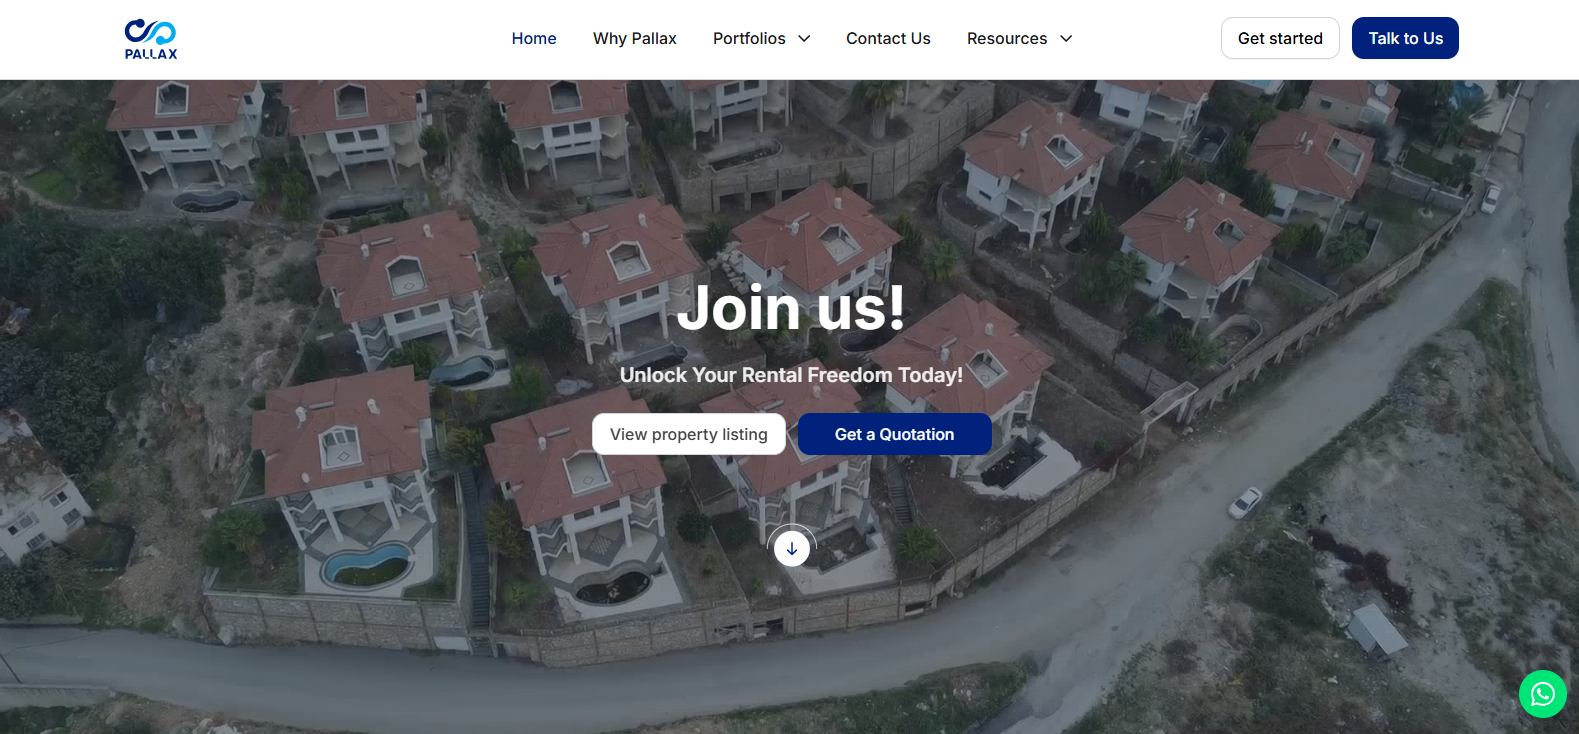 PALLAX
Home
Why Pallax
Portfolios
Contact Us
Resources
Get started
Talk to Us
Join us!
Unlock Your Rental Freedom Today!
View property listing
Get a Quotation